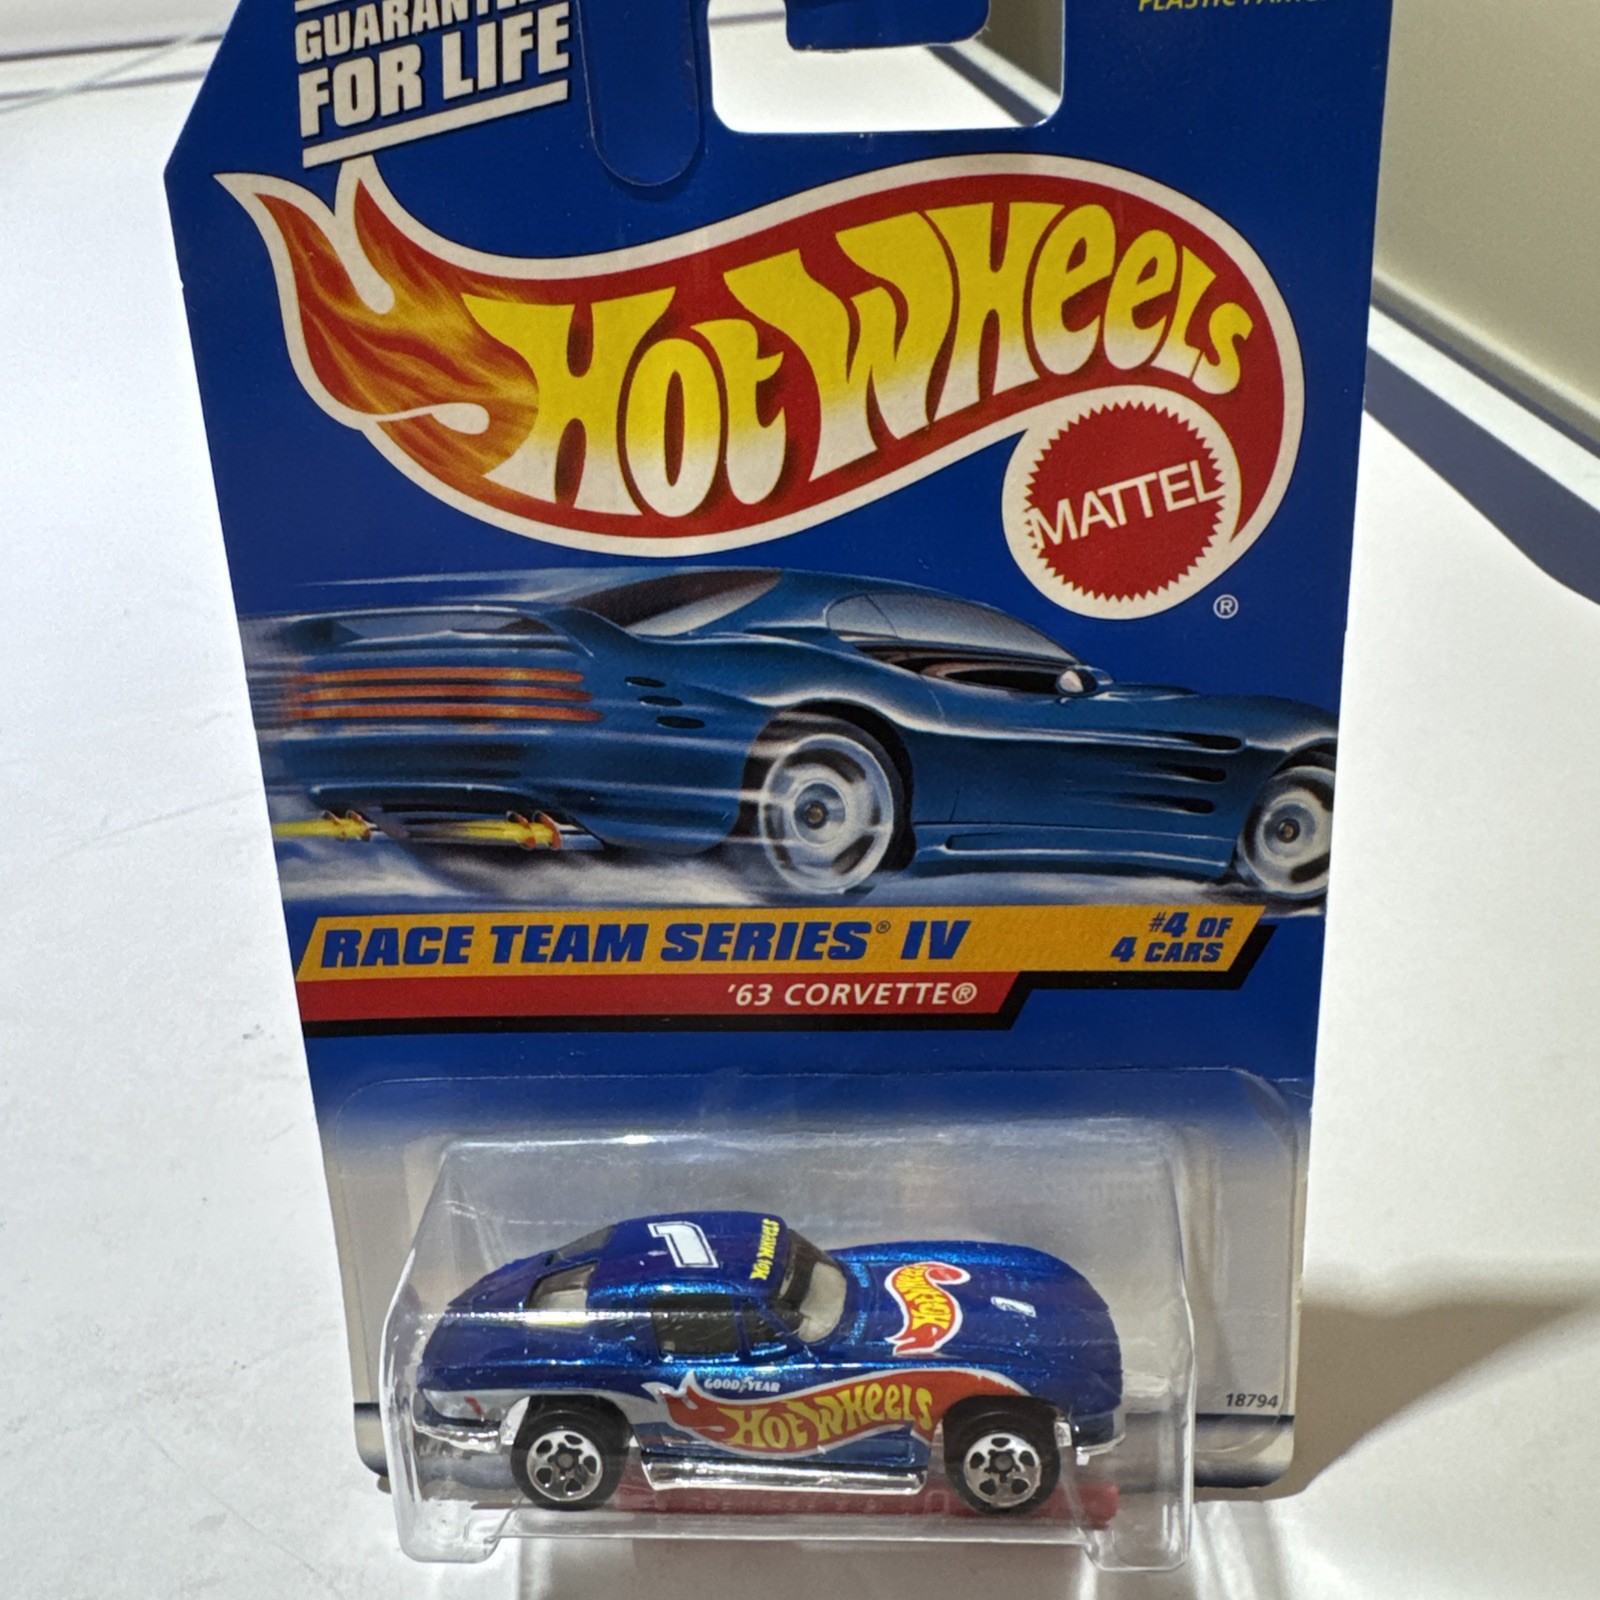 GUARANTEE
FOR LIFE
HOT WHEELS
MATTEL
®
RACE TEAM SERIES® IV
#4 OF
4 CARS
'63 CORVETTE®
1
HOT WHEELS
HOT WHEELS
1
GOODYEAR
HOT WHEELS
18794